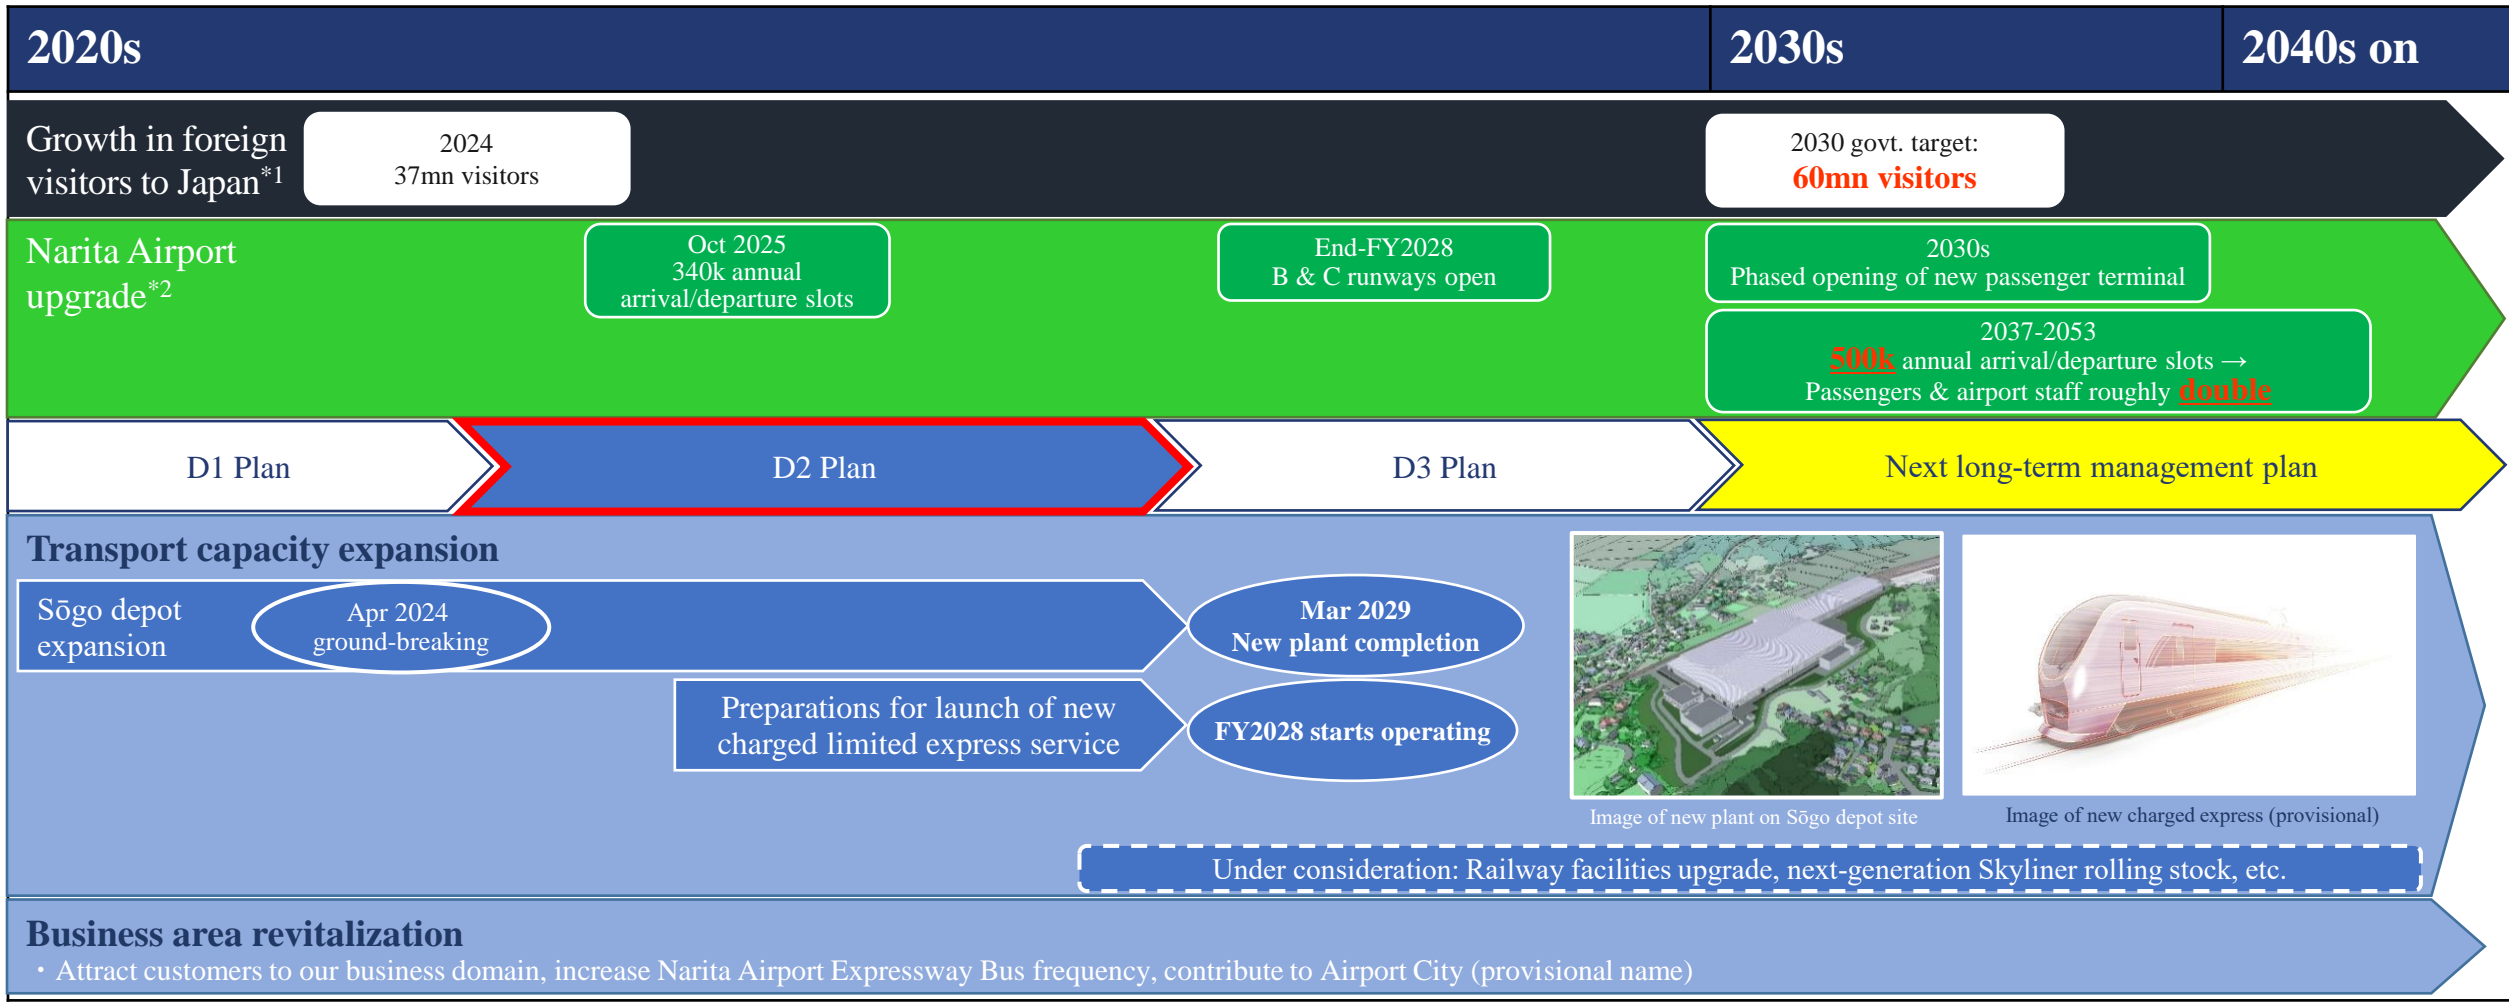 2020s
2030s
2040s on
Growth in foreign
visitors to Japan*1
2024
37mn visitors
2030 govt. target:
60mn visitors
Narita Airport
upgrade*2
Oct 2025
340k annual
arrival/departure slots
End-FY2028
B & C runways open
2030s
Phased opening of new passenger terminal
2037-2053
500k annual arrival/departure slots →
Passengers & airport staff roughly double
D1 Plan
D2 Plan
D3 Plan
Next long-term management plan
Transport capacity expansion
Sōgo depot
expansion
Apr 2024
ground-breaking
Mar 2029
New plant completion
Preparations for launch of new
charged limited express service
FY2028 starts operating
Image of new plant on Sōgo depot site
Image of new charged express (provisional)
Under consideration: Railway facilities upgrade, next-generation Skyliner rolling stock, etc.
Business area revitalization
・Attract customers to our business domain, increase Narita Airport Expressway Bus frequency, contribute to Airport City (provisional name)